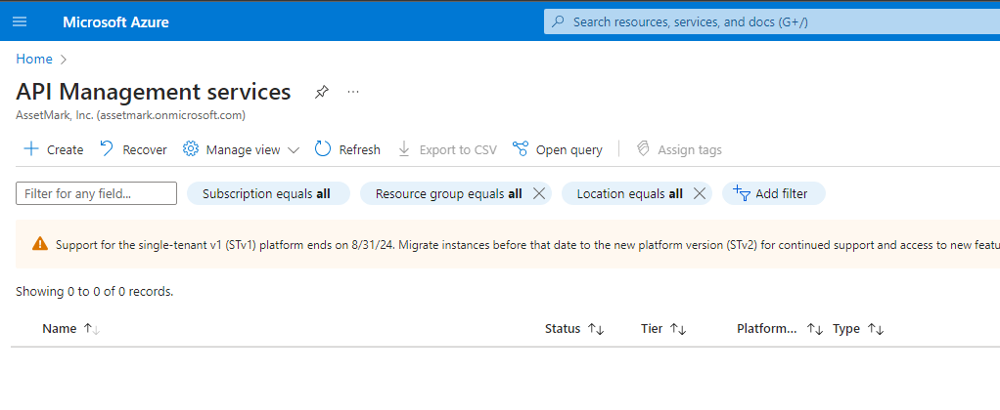 Microsoft Azure
Search resources, services, and docs (G+/)
Home
API Management services
AssetMark, Inc. (assetmark.onmicrosoft.com)
Create Recover Manage view Refresh Export to CSV Open query Assign tags
Filter for any field... Subscription equals all Resource group equals all Location equals all Add filter
Support for the single-tenant v1 (STv1) platform ends on 8/31/24. Migrate instances before that date to the new platform version (STv2) for continued support and access to new featu
Showing 0 to 0 of 0 records.
Name Status Tier Platform... Type